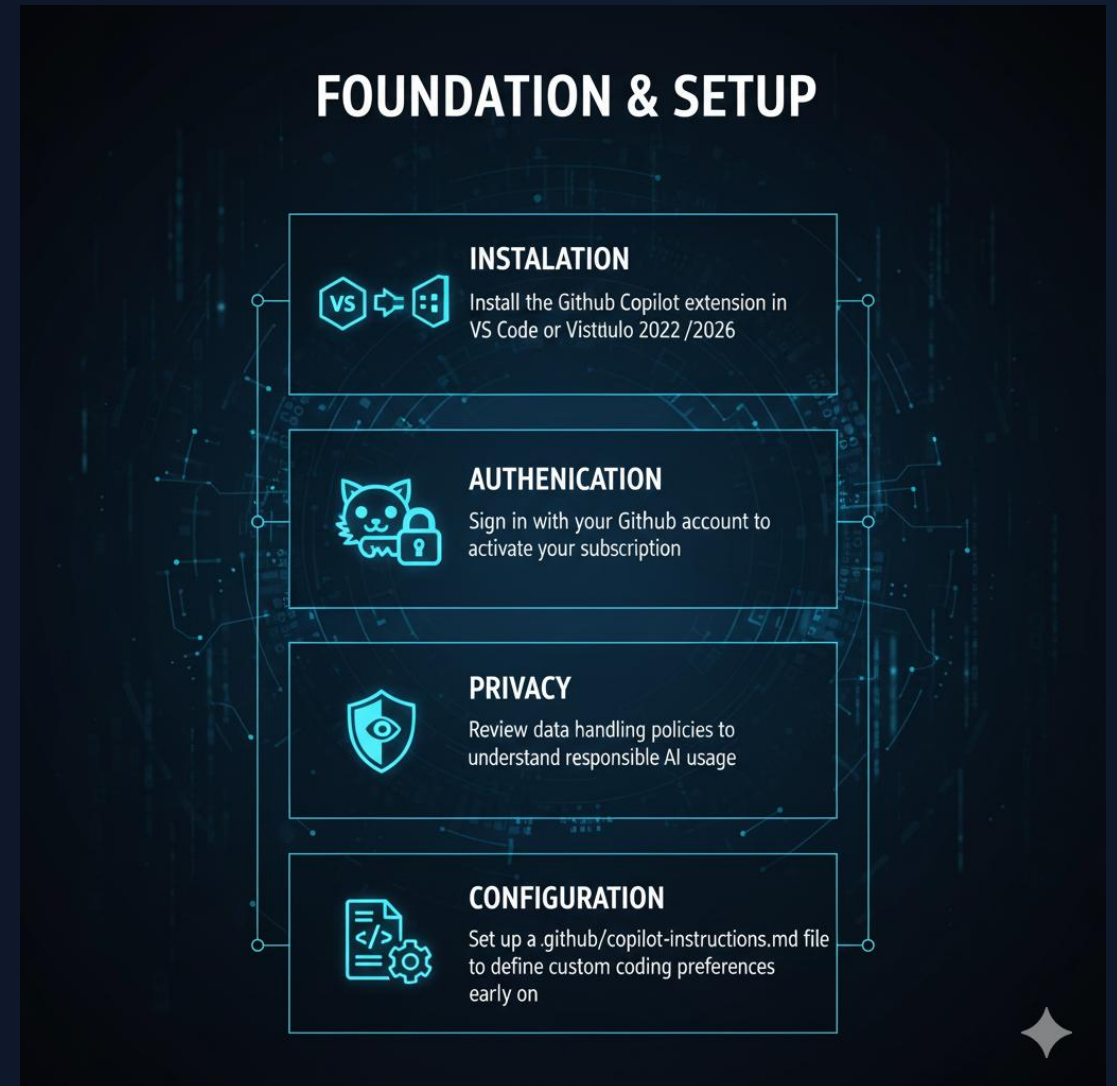 FOUNDATION & SETUP
INSTALATION
VS
Install the Github Copilot extension in
VS Code or 2022 /2026
AUTHENICATION
Sign in with your Github account to
activate your subscription
PRIVACY
Review data handling policies to
understand responsible AI usage
CONFIGURATION
</>
Set up a .github/copilot-instructions.md file
to define custom coding preferences
early on